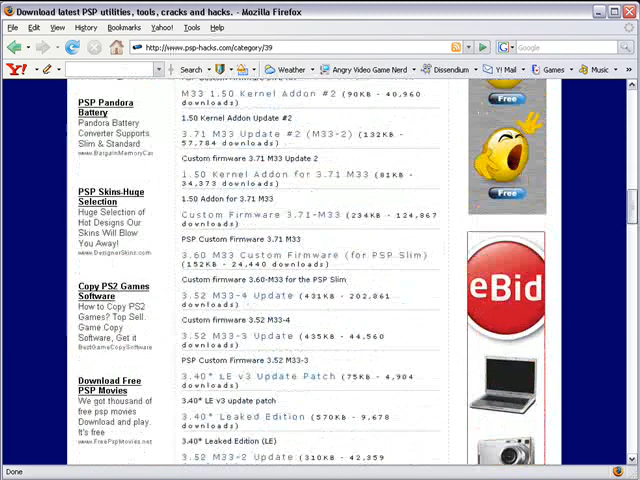 Download latest PSP utilities, tools, cracks and hacks. - Mozilla Firefox
File Edit View History Bookmarks Yahoo! Tools Help
http://www.psp-hacks.com/category/39
Google
Y! Search Weather Angry Video Game Nerd Dissendium Y! Mail Games Music
PSP Pandora
Battery
Pandora Battery
Converter Supports
Slim & Standard
www.BargainMemoryCar
PSP Skins-Huge
Selection
Huge Selection of
Hot Designs Our
Skins Will Blow
You Away!
www.DesignerSkins.com
Copy PS2 Games
Software
How to Copy PS2
Games? Top Sell.
Game Copy
Software, Get it
BestGameCopySoftware
Download Free
PSP Movies
We got thousand of
free psp movies
Download and play.
It's free
www.FreePspMovies.net
M33 1.50 Kernel Addon #2 (90KB - 40,960
downloads)
1.50 Kernel Addon Update #2
3.71 M33 Update #2 (M33-2) (132KB -
57,784 downloads)
Custom firmware 3.71 M33 Update 2
1.50 Kernel Addon for 3.71 M33 (81KB -
34,373 downloads)
1.50 Addon for 3.71 M33
Custom Firmware 3.71-M33 (234KB - 124,867
downloads)
PSP Custom Firmware 3.71 M33
3.60 M33 Custom Firmware (for PSP Slim)
(152KB - 24,440 downloads)
Custom firmware 3.60-M33 for the PSP Slim
3.52 M33-4 Update (431KB - 202,861
downloads)
Custom firmware 3.52 M33-4
3.52 M33-3 Update (435KB - 44,560
downloads)
PSP Custom Firmware 3.52 M33-3
3.40* LE v3 Update Patch (75KB - 4,904
downloads)
3.40* LE v3 update patch
3.40* Leaked Edition (570KB - 9,678
downloads)
3.40* Leaked Edition (LE)
3.52 M33-2 Update (310KB - 42,359
Free
Free
eBid
Done